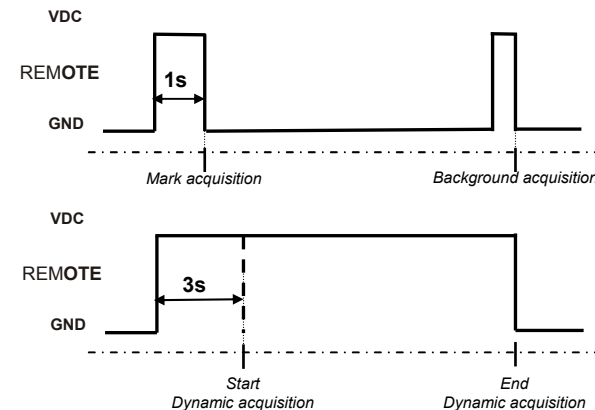 VDC
REMOTE
1s
GND
Mark acquisition
Background acquisition
VDC
REMOTE
3s
GND
Start
Dynamic acquisition
End
Dynamic acquisition